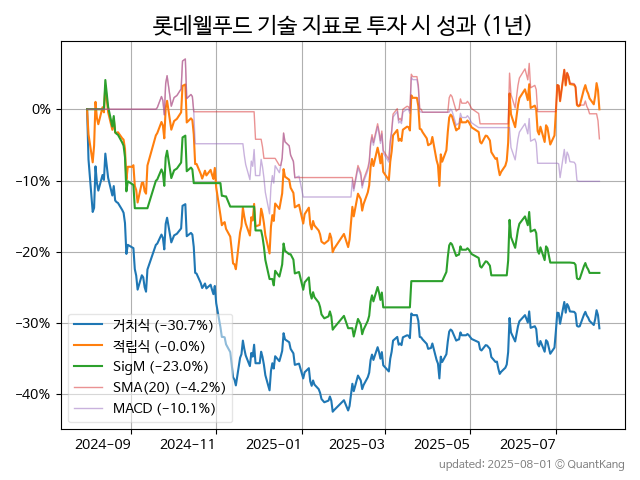 롯데웰푸드 기술 지표로 투자 시 성과 (1년)
0%
−10%
−20%
−30%
−40%
거치식 (−30.7%)
적립식 (−0.0%)
SigM (−23.0%)
SMA(20) (−4.2%)
MACD (−10.1%)
2024-09
2024-11
2025-01
2025-03
2025-05
2025-07
updated: 2025-08-01 © QuantKang